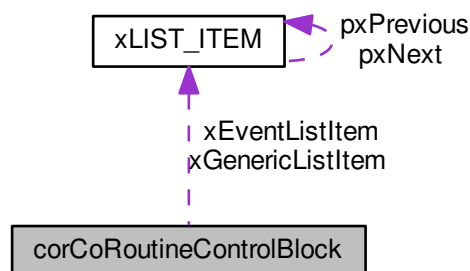 xLIST_ITEM
pxPrevious
pxNext
xEventListItem
xGenericListItem
corCoRoutineControlBlock